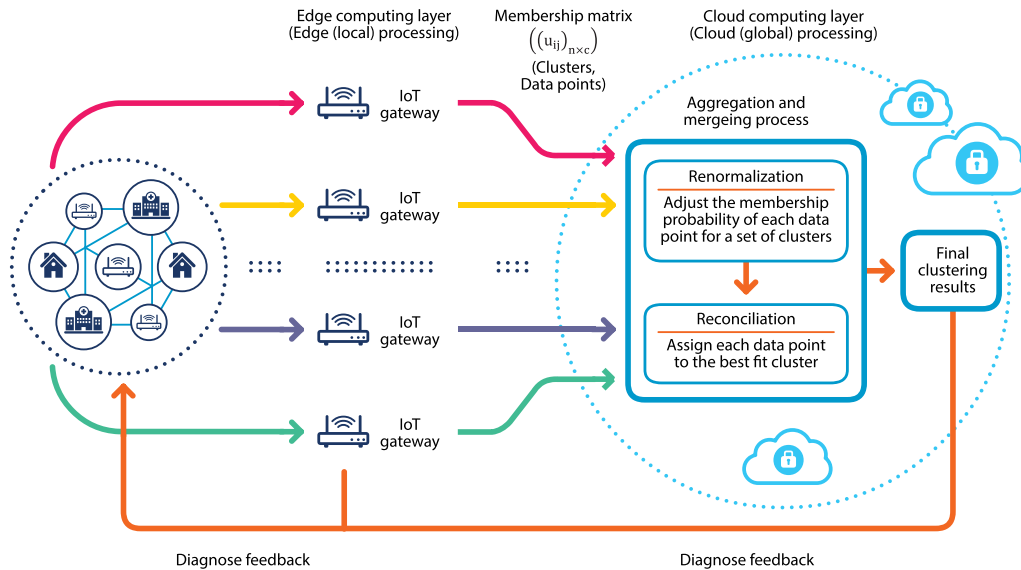 Edge computing layer
(Edge (local) processing)
Membership matrix
((uᵢⱼ)ₙₓ꜀)
(Clusters,
Data points)
Cloud computing layer
(Cloud (global) processing)
IoT
gateway
IoT
gateway
IoT
gateway
IoT
gateway
Aggregation and
mergeing process
Renormalization
Adjust the membership
probability of each data
point for a set of clusters
Reconciliation
Assign each data point
to the best fit cluster
Final
clustering
results
Diagnose feedback
Diagnose feedback